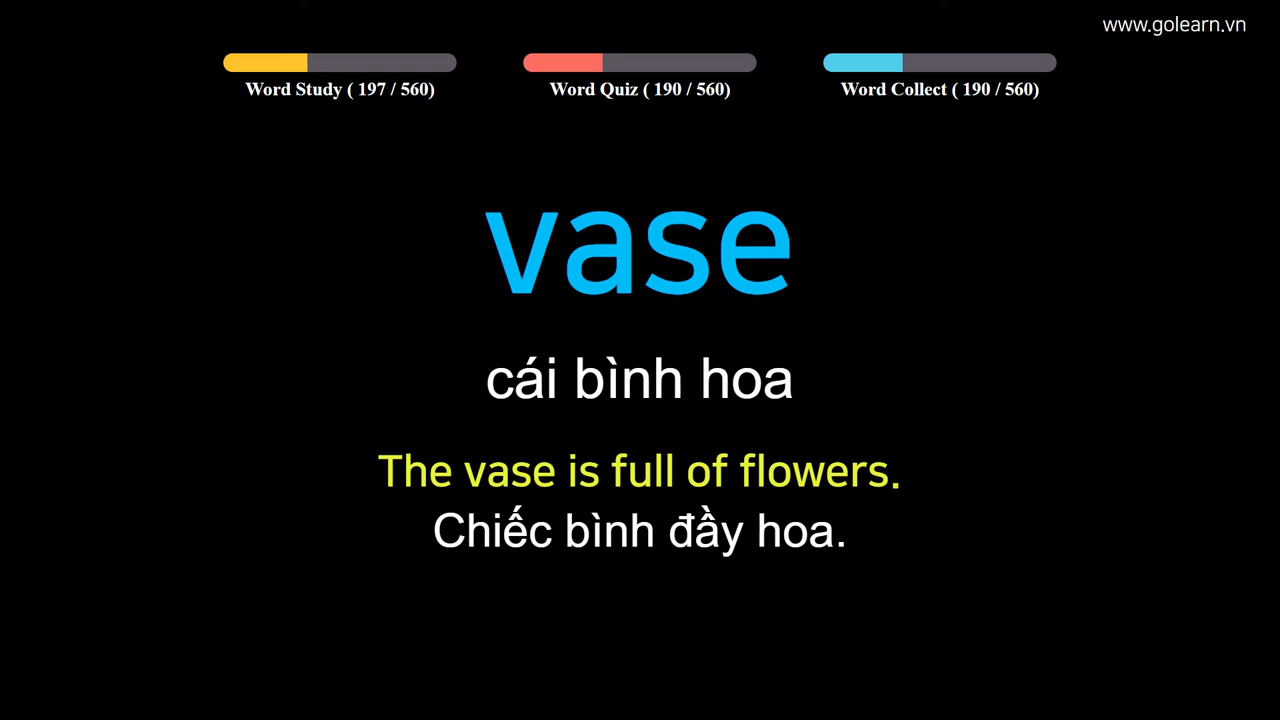 www.golearn.vn
Word Study ( 197 / 560)
Word Quiz ( 190 / 560)
Word Collect ( 190 / 560)
vase
cái bình hoa
The vase is full of flowers.
Chiếc bình đầy hoa.